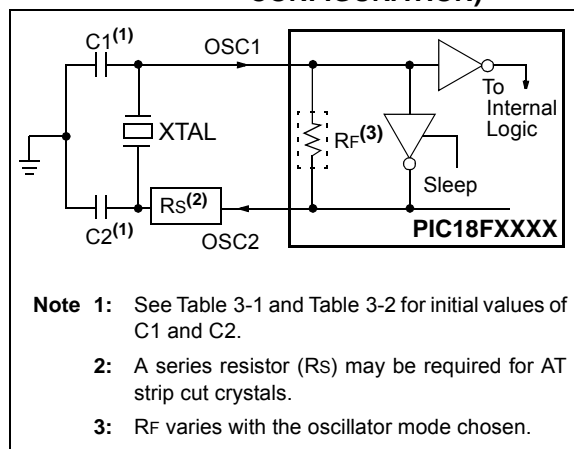 CONFIGURATION)
C1(1)
OSC1
To
Internal
Logic
XTAL
RF(3)
Sleep
RS(2)
C2(1)
OSC2
PIC18FXXXX
Note 1: See Table 3-1 and Table 3-2 for initial values of
C1 and C2.
2: A series resistor (RS) may be required for AT
strip cut crystals.
3: RF varies with the oscillator mode chosen.